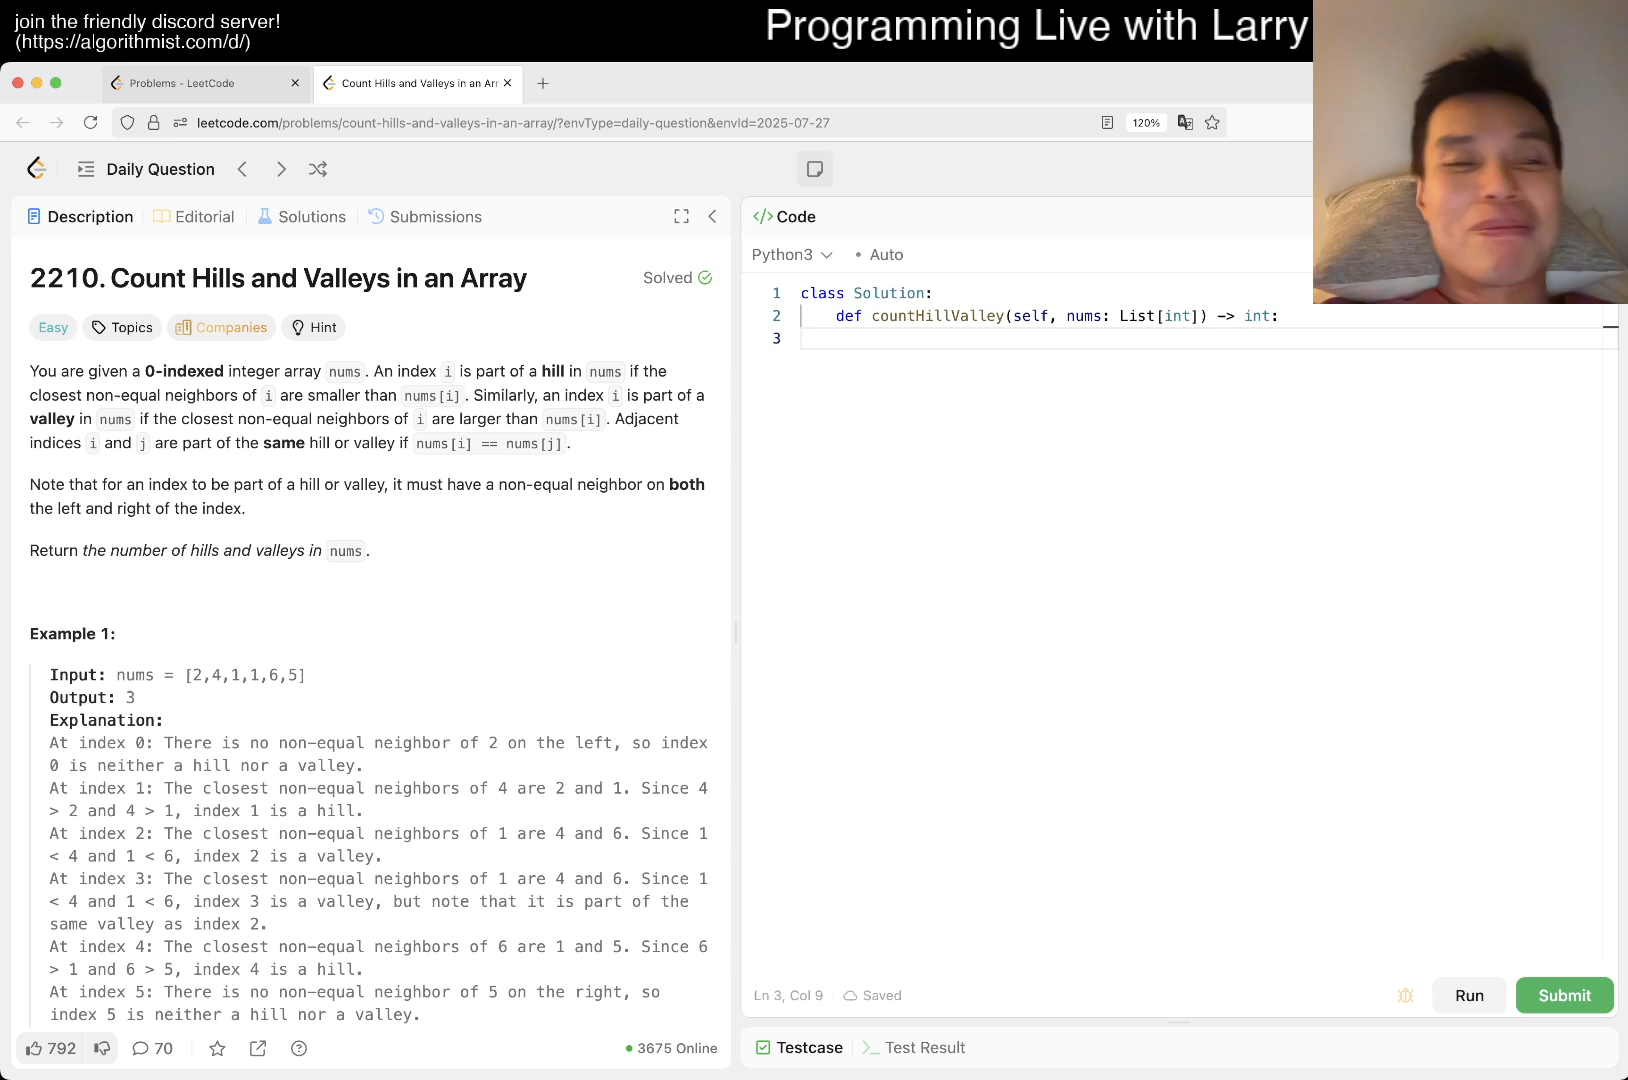 join the friendly discord server!
(https://algorithmist.com/d/)
Programming Live with Larry
Problems - LeetCode
Count Hills and Valleys in an Arr
leetcode.com/problems/count-hills-and-valleys-in-an-array/?envType=daily-question&envId=2025-07-27
120%
Daily Question
Description
Editorial
Solutions
Submissions
2210. Count Hills and Valleys in an Array
Solved
Easy
Topics
Companies
Hint
You are given a 0-indexed integer array nums. An index i is part of a hill in nums if the
closest non-equal neighbors of i are smaller than nums[i]. Similarly, an index i is part of a
valley in nums if the closest non-equal neighbors of i are larger than nums[i]. Adjacent
indices i and j are part of the same hill or valley if nums[i] == nums[j].
Note that for an index to be part of a hill or valley, it must have a non-equal neighbor on both
the left and right of the index.
Return the number of hills and valleys in nums.
Example 1:
Input: nums = [2,4,1,1,6,5]
Output: 3
Explanation:
At index 0: There is no non-equal neighbor of 2 on the left, so index
0 is neither a hill nor a valley.
At index 1: The closest non-equal neighbors of 4 are 2 and 1. Since 4
> 2 and 4 > 1, index 1 is a hill.
At index 2: The closest non-equal neighbors of 1 are 4 and 6. Since 1
< 4 and 1 < 6, index 2 is a valley.
At index 3: The closest non-equal neighbors of 1 are 4 and 6. Since 1
< 4 and 1 < 6, index 3 is a valley, but note that it is part of the
same valley as index 2.
At index 4: The closest non-equal neighbors of 6 are 1 and 5. Since 6
> 1 and 6 > 5, index 4 is a hill.
At index 5: There is no non-equal neighbor of 5 on the right, so
index 5 is neither a hill nor a valley.
792
70
3675 Online
</> Code
Python3
Auto
1 class Solution:
2 def countHillValley(self, nums: List[int]) -> int:
3
Ln 3, Col 9
Saved
Run
Submit
Testcase
Test Result